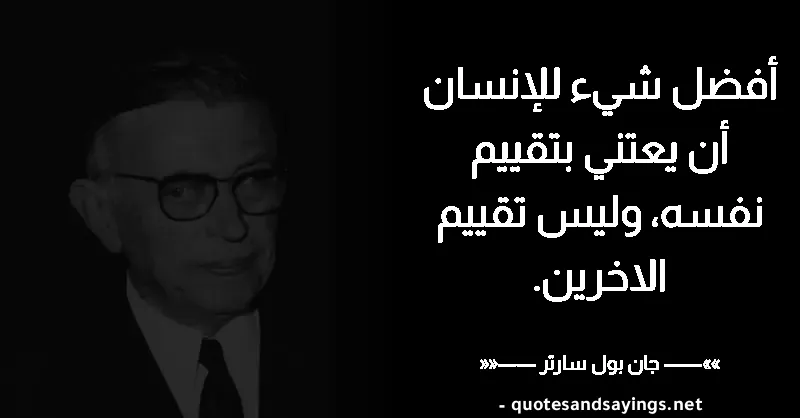 أفضل شيء للإنسان
أن يعتني بتقييم
نفسه، وليس تقييم
الاخرين.
»»—— جان بول سارتر ——««
- quotesandsayings.net